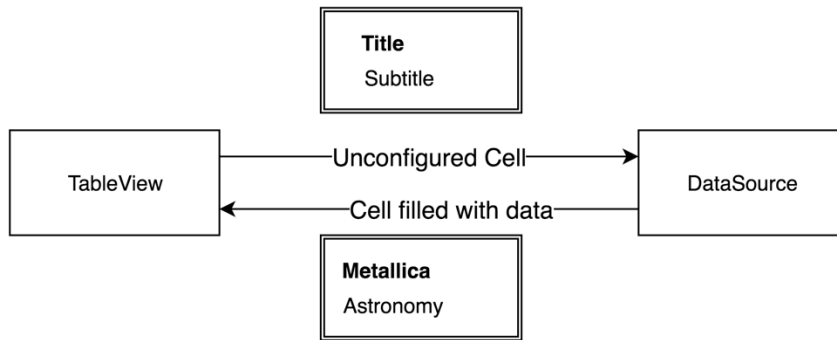 Title
Subtitle
Unconfigured Cell
TableView
DataSource
Cell filled with data
Metallica
Astronomy